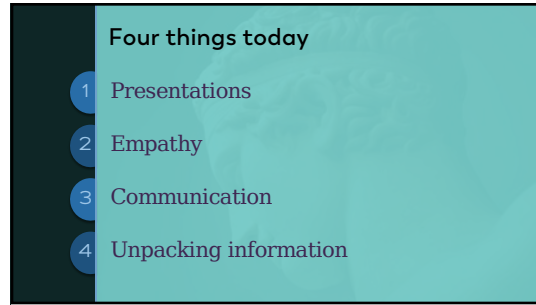 Four things today
1 Presentations
2 Empathy
3 Communication
4 Unpacking information